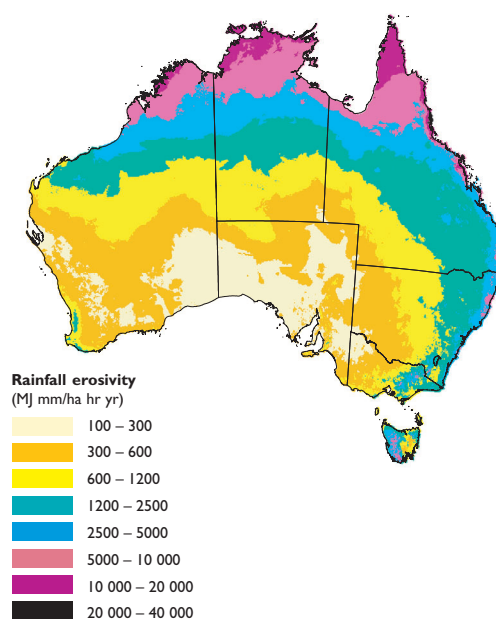 Rainfall erosivity
(MJ mm/ha hr yr)
100 – 300
300 – 600
600 – 1200
1200 – 2500
2500 – 5000
5000 – 10 000
10 000 – 20 000
20 000 – 40 000